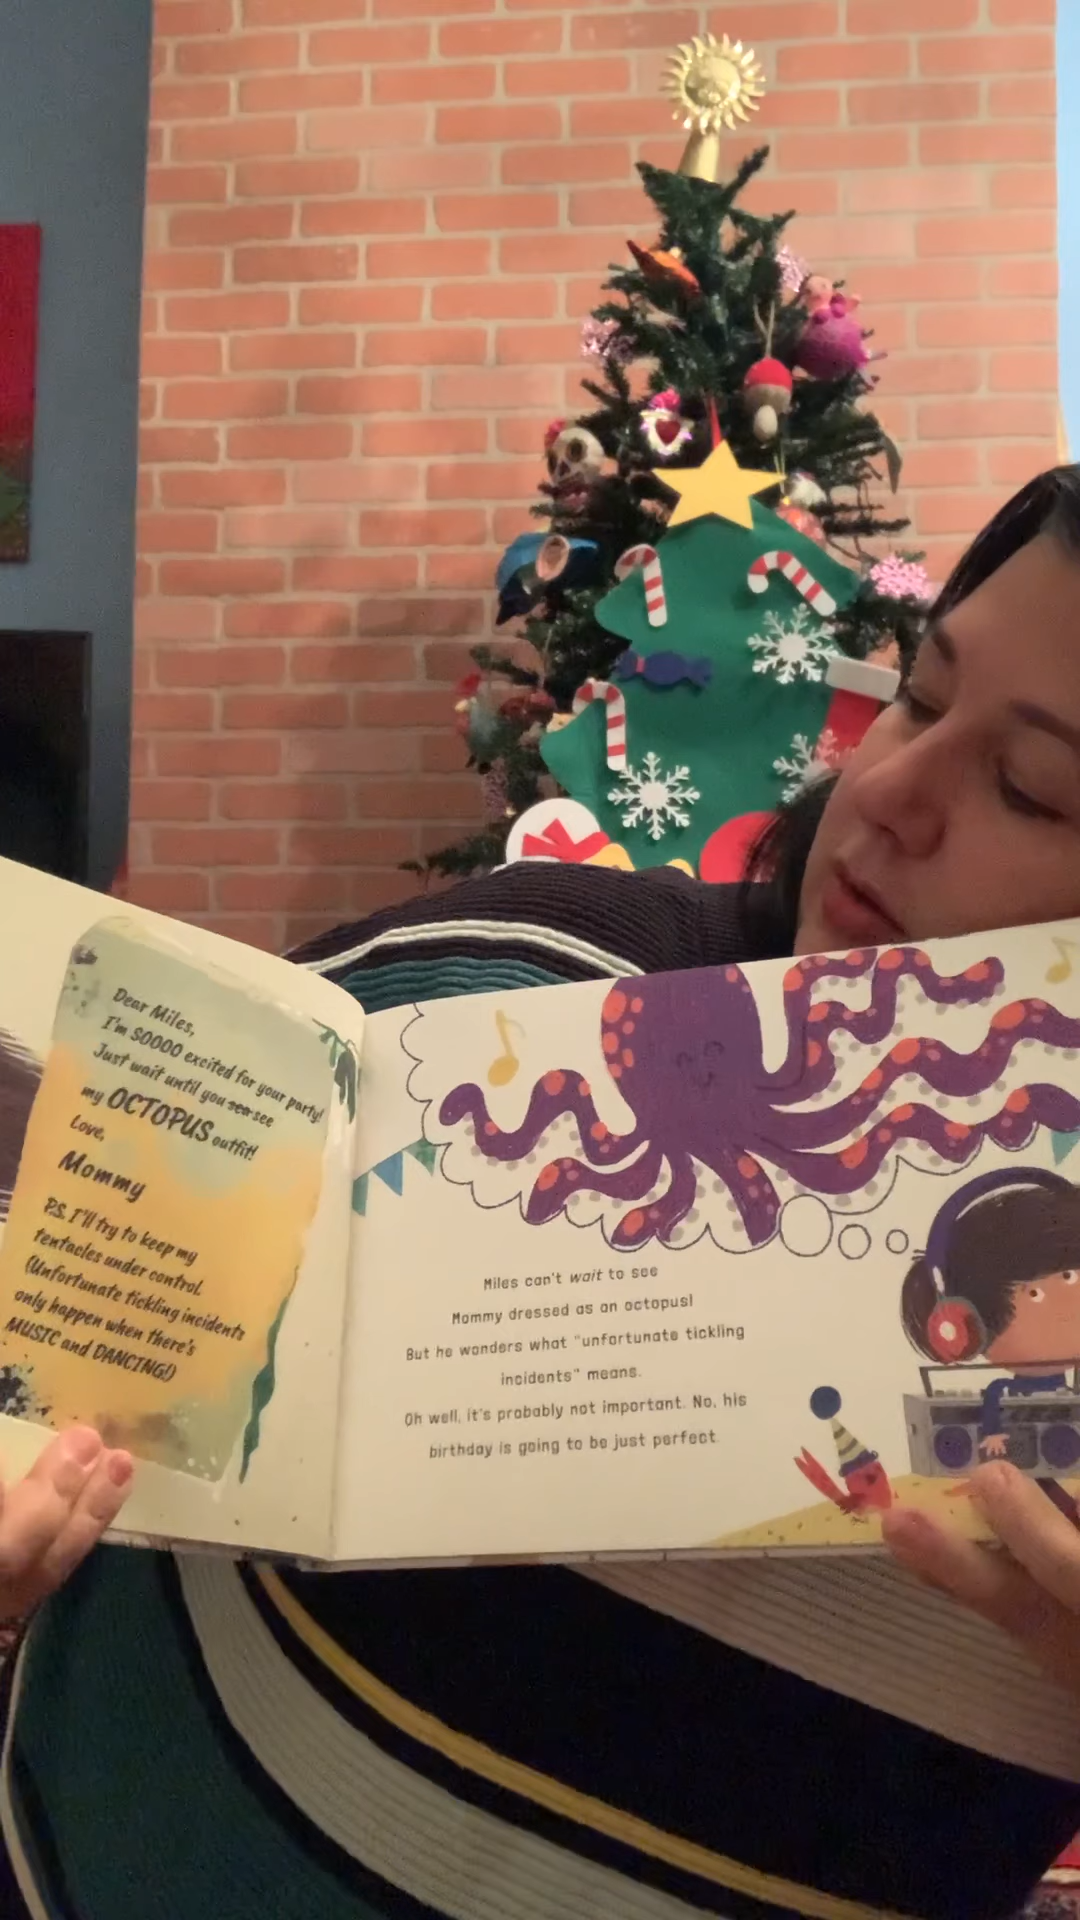 Dear Miles,
I'm SOOOO excited for your party!
Just wait until you sea see
my OCTOPUS outfit!
Love,
Mommy
P.S. I'll try to keep my
tentacles under control.
(Unfortunate tickling incidents
only happen when there's
MUSIC and DANCING!)
Miles can't wait to see
Mommy dressed as an octopus!
But he wonders what "unfortunate tickling
incidents" means.
Oh well, it's probably not important. No, his
birthday is going to be just perfect.